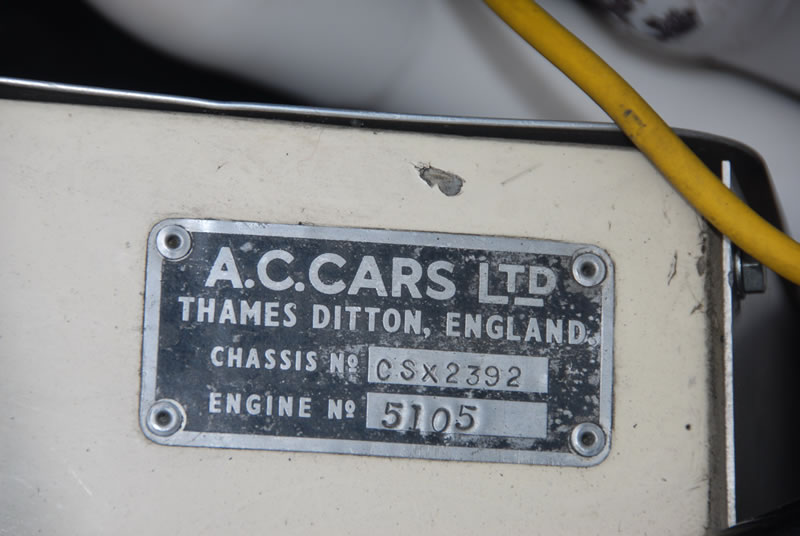 A.C.CARS LTD
THAMES DITTON, ENGLAND.
CHASSIS Nº CSX2392
ENGINE Nº 5105